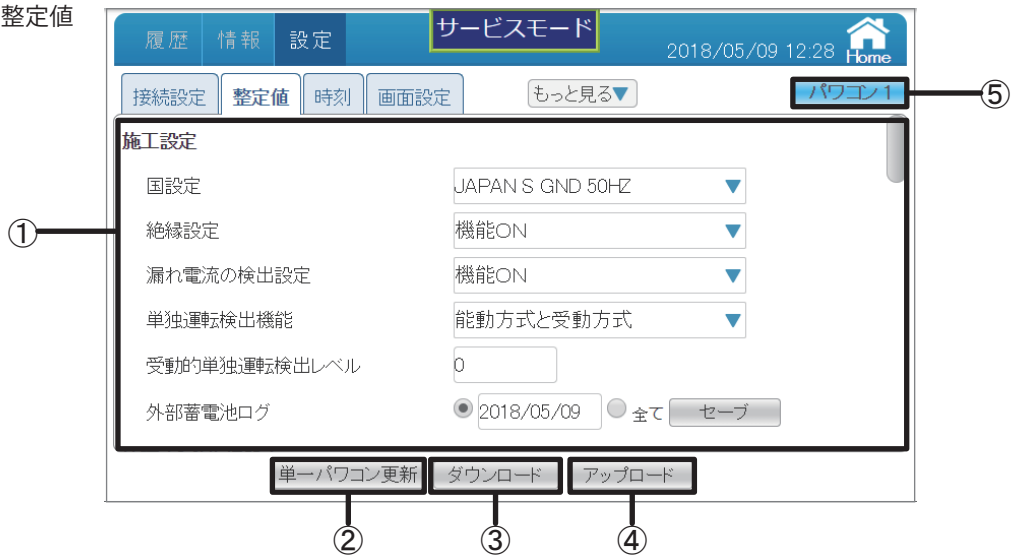 整定値
履歴 情報 設定 サービスモード 2018/05/09 12:28 Home
接続設定 整定値 時刻 画面設定 もっと見る▼ パワコン1 ⑤
施工設定
国設定 JAPAN S GND 50HZ ▼
① 絶縁設定 機能ON ▼
漏れ電流の検出設定 機能ON ▼
単独運転検出機能 能動方式と受動方式 ▼
受動的単独運転検出レベル 0
外部蓄電池ログ 2018/05/09 全て セーブ
単一パワコン更新 ダウンロード アップロード
② ③ ④